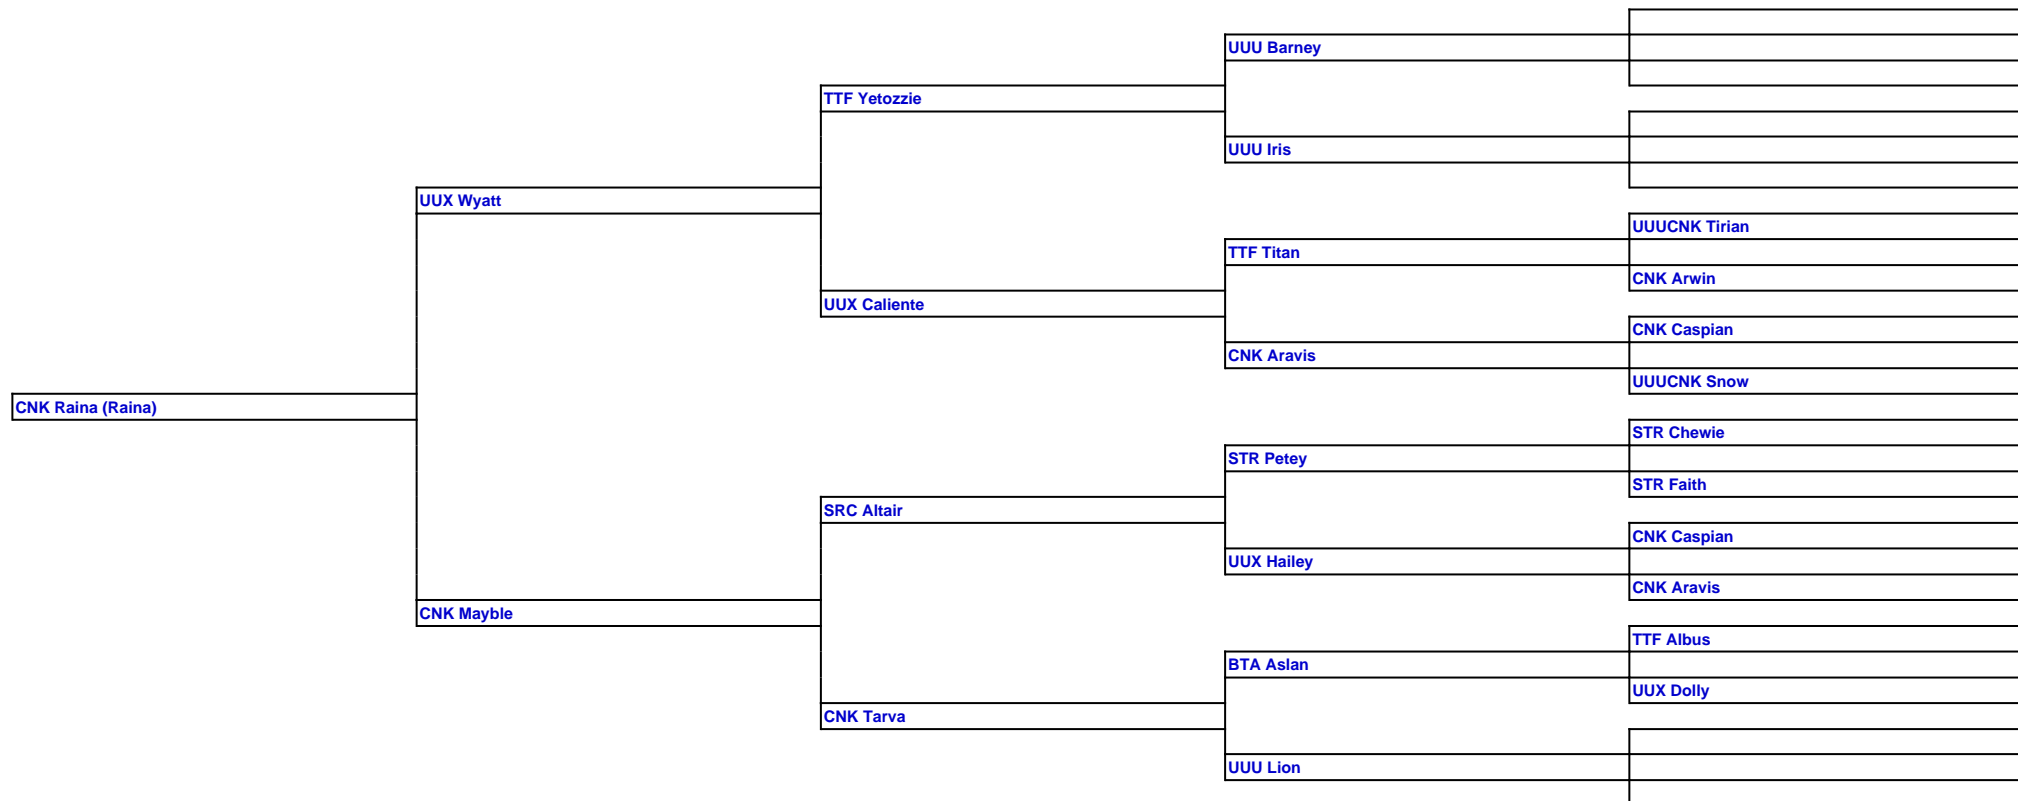 UUU Barney
TTF Yetozzie
UUU Iris
UUX Wyatt
UUUCNK Tirian
TTF Titan
CNK Arwin
UUX Caliente
CNK Caspian
CNK Aravis
UUUCNK Snow
CNK Raina (Raina)
STR Chewie
STR Petey
STR Faith
SRC Altair
CNK Caspian
UUX Hailey
CNK Aravis
CNK Mayble
TTF Albus
BTA Aslan
UUX Dolly
CNK Tarva
UUU Lion